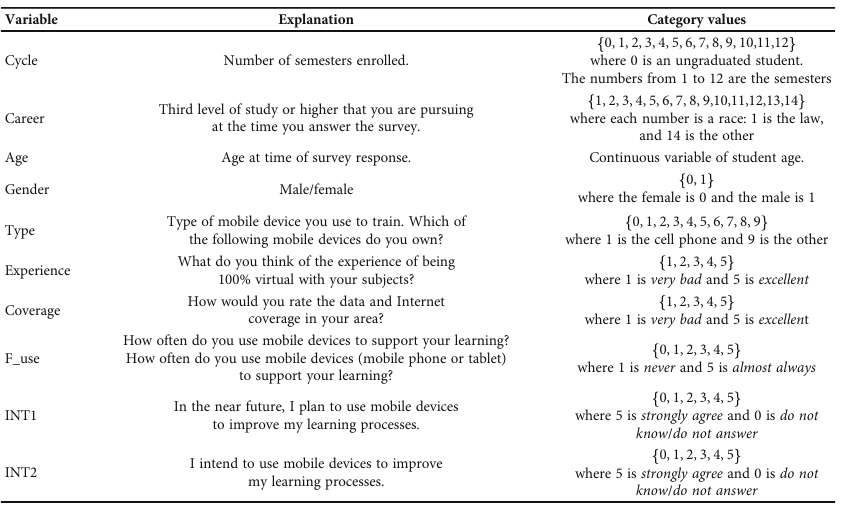 Variable Explanation Category values
Cycle Number of semesters enrolled. {0, 1, 2, 3, 4, 5, 6, 7, 8, 9, 10,11,12}
where 0 is an ungraduated student.
The numbers from 1 to 12 are the semesters
Career Third level of study or higher that you are pursuing
at the time you answer the survey. {1, 2, 3, 4, 5, 6, 7, 8, 9,10,11,12,13,14}
where each number is a race: 1 is the law,
and 14 is the other
Age Age at time of survey response. Continuous variable of student age.
Gender Male/female {0, 1}
where the female is 0 and the male is 1
Type Type of mobile device you use to train. Which of
the following mobile devices do you own? {0, 1, 2, 3, 4, 5, 6, 7, 8, 9}
where 1 is the cell phone and 9 is the other
Experience What do you think of the experience of being
100% virtual with your subjects? {1, 2, 3, 4, 5}
where 1 is very bad and 5 is excellent
Coverage How would you rate the data and Internet
coverage in your area? {1, 2, 3, 4, 5}
where 1 is very bad and 5 is excellent
F_use How often do you use mobile devices to support your learning?
How often do you use mobile devices (mobile phone or tablet)
to support your learning? {0, 1, 2, 3, 4, 5}
where 1 is never and 5 is almost always
INT1 In the near future, I plan to use mobile devices
to improve my learning processes. {0, 1, 2, 3, 4, 5}
where 5 is strongly agree and 0 is do not
know/do not answer
INT2 I intend to use mobile devices to improve
my learning processes. {0, 1, 2, 3, 4, 5}
where 5 is strongly agree and 0 is do not
know/do not answer